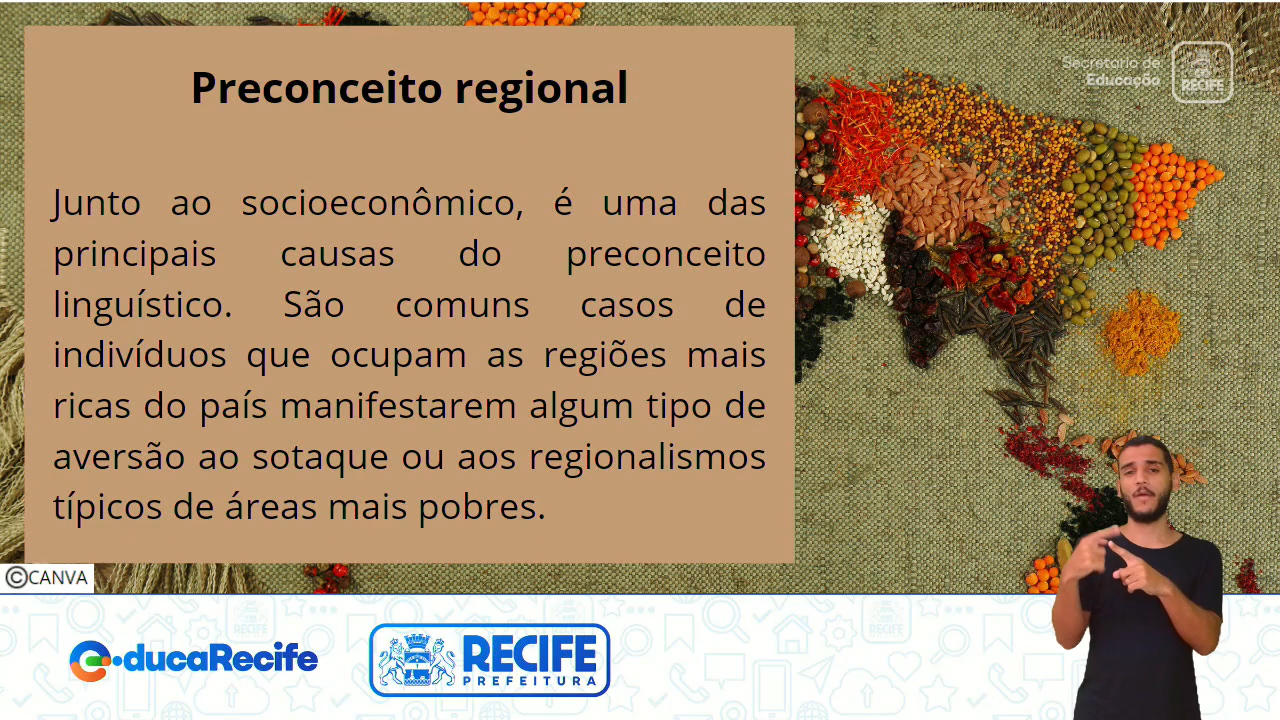 Preconceito regional
Secretaria de
Educação
RECIFE
Junto ao socioeconômico, é uma das
principais causas do preconceito
linguístico. São comuns casos de
indivíduos que ocupam as regiões mais
ricas do país manifestarem algum tipo de
aversão ao sotaque ou aos regionalismos
típicos de áreas mais pobres.
©CANVA
educaRecife
RECIFE
PREFEITURA